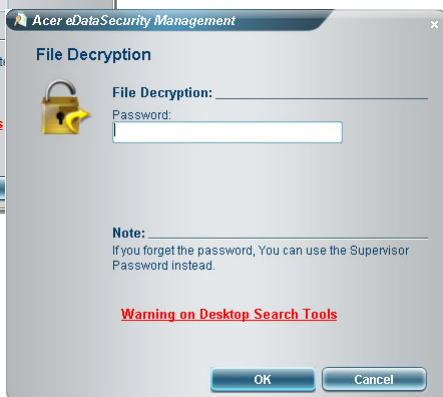 Acer eDataSecurity Management
File Decryption
File Decryption:
Password:
Note:
If you forget the password, You can use the Supervisor
Password instead.
Warning on Desktop Search Tools
OK
Cancel